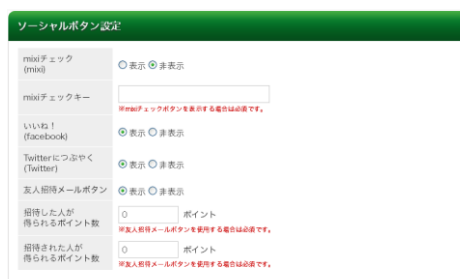 ソーシャルボタン設定
mixiチェック
(mixi)
表示 非表示
mixiチェックキー
※mixiチェックボタンを表示する場合は必須です。
いいね！
(facebook)
表示 非表示
Twitterにつぶやく
(Twitter)
表示 非表示
友人招待メールボタン
表示 非表示
招待した人が
得られるポイント数
0 ポイント
※友人招待メールボタンを使用する場合は必須です。
招待された人が
得られるポイント数
0 ポイント
※友人招待メールボタンを使用する場合は必須です。